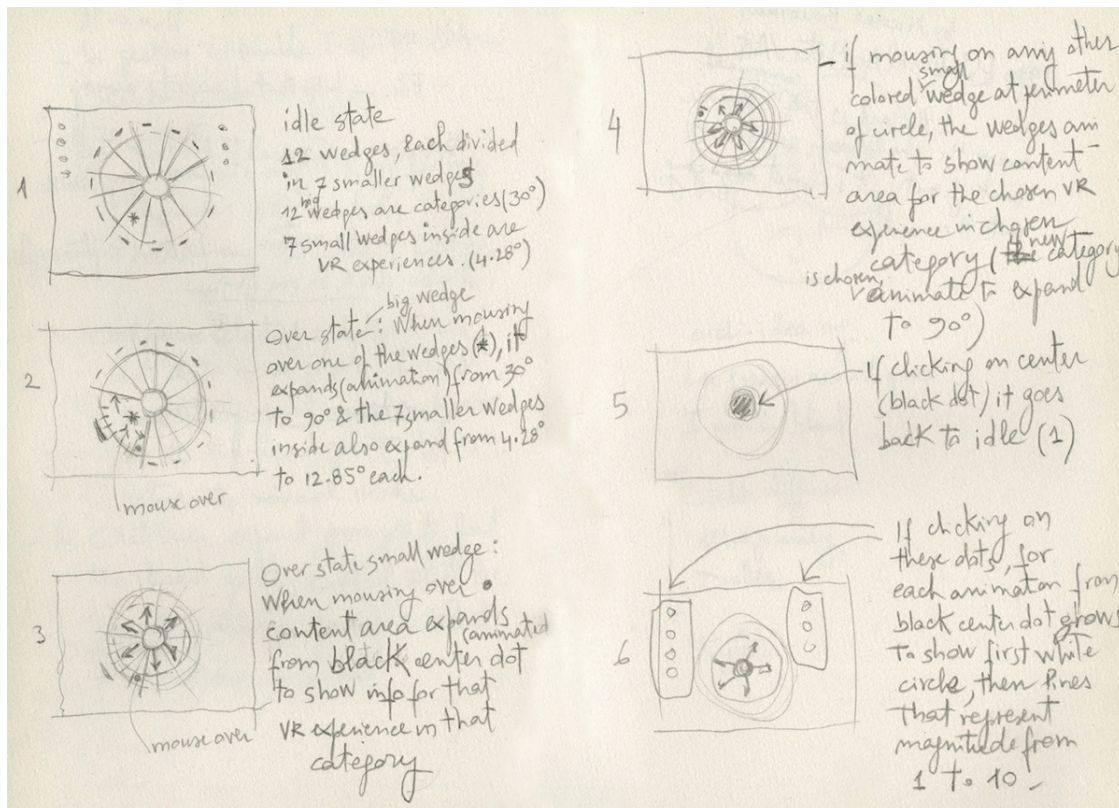 1
idle state
12 wedges, Each divided
in 7 smaller wedges
12 big wedges are categories (30°)
7 small wedges inside are
VR experiences. (4.28°)
2
big wedge
Over state: When mousing
over one of the wedges (*), it
expands (animation) from 30°
to 90° & the 7 smaller wedges
inside also expand from 4.28°
to 12.85° each.
mouse over
3
Over state small wedge:
When mousing over •
content area expands (animated
from black center dot
to show info for that
VR experience in that
category
mouse over
4
– if mousing on any other
colored small wedge at perimeter
of circle, the wedges ani-
mate to show content
area for the chosen VR
experience in chosen
category (if new category
is chosen, animate to expand
to 90°)
5
If clicking on center
(black dot) it goes
back to idle (1)
6
If clicking on
these dots, for
each animation from
black center dot grows
to show first white
circle, then lines
that represent
magnitude from
1 to 10 –